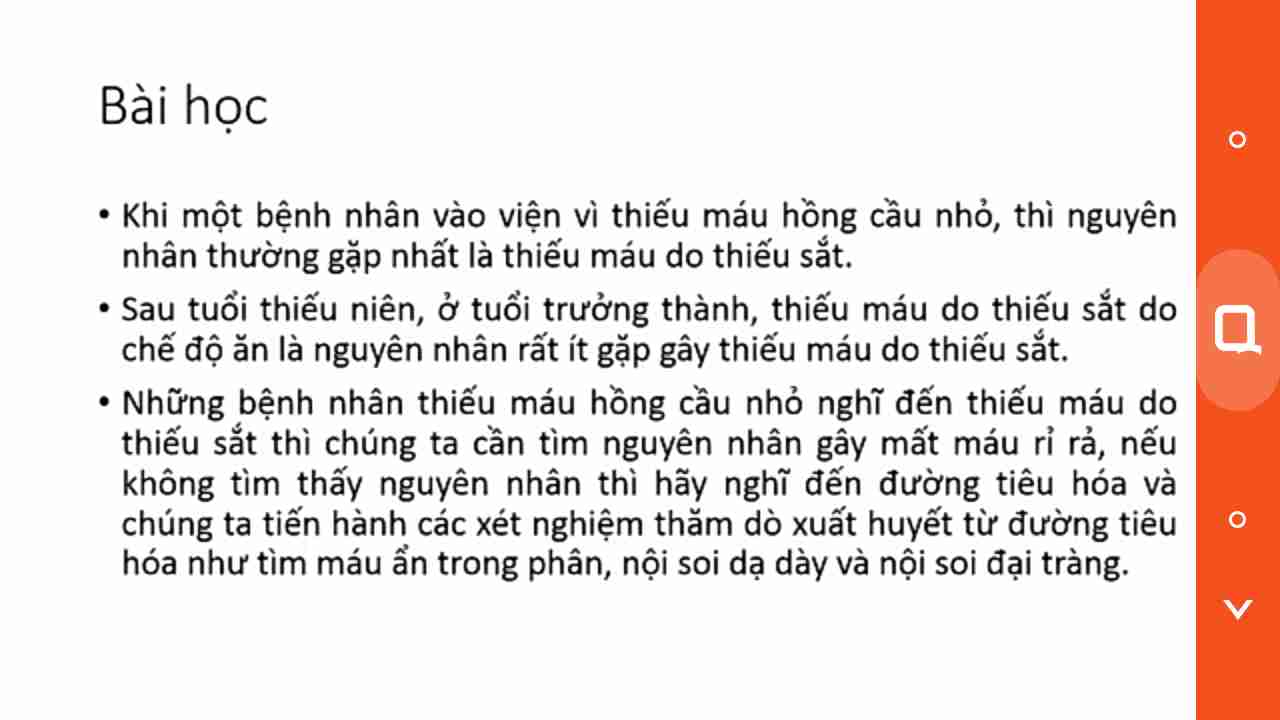 Bài học
• Khi một bệnh nhân vào viện vì thiếu máu hồng cầu nhỏ, thì nguyên
nhân thường gặp nhất là thiếu máu do thiếu sắt.
• Sau tuổi thiếu niên, ở tuổi trưởng thành, thiếu máu do thiếu sắt do
chế độ ăn là nguyên nhân rất ít gặp gây thiếu máu do thiếu sắt.
• Những bệnh nhân thiếu máu hồng cầu nhỏ nghĩ đến thiếu máu do
thiếu sắt thì chúng ta cần tìm nguyên nhân gây mất máu rỉ rả, nếu
không tìm thấy nguyên nhân thì hãy nghĩ đến đường tiêu hóa và
chúng ta tiến hành các xét nghiệm thăm dò xuất huyết từ đường tiêu
hóa như tìm máu ẩn trong phân, nội soi dạ dày và nội soi đại tràng.